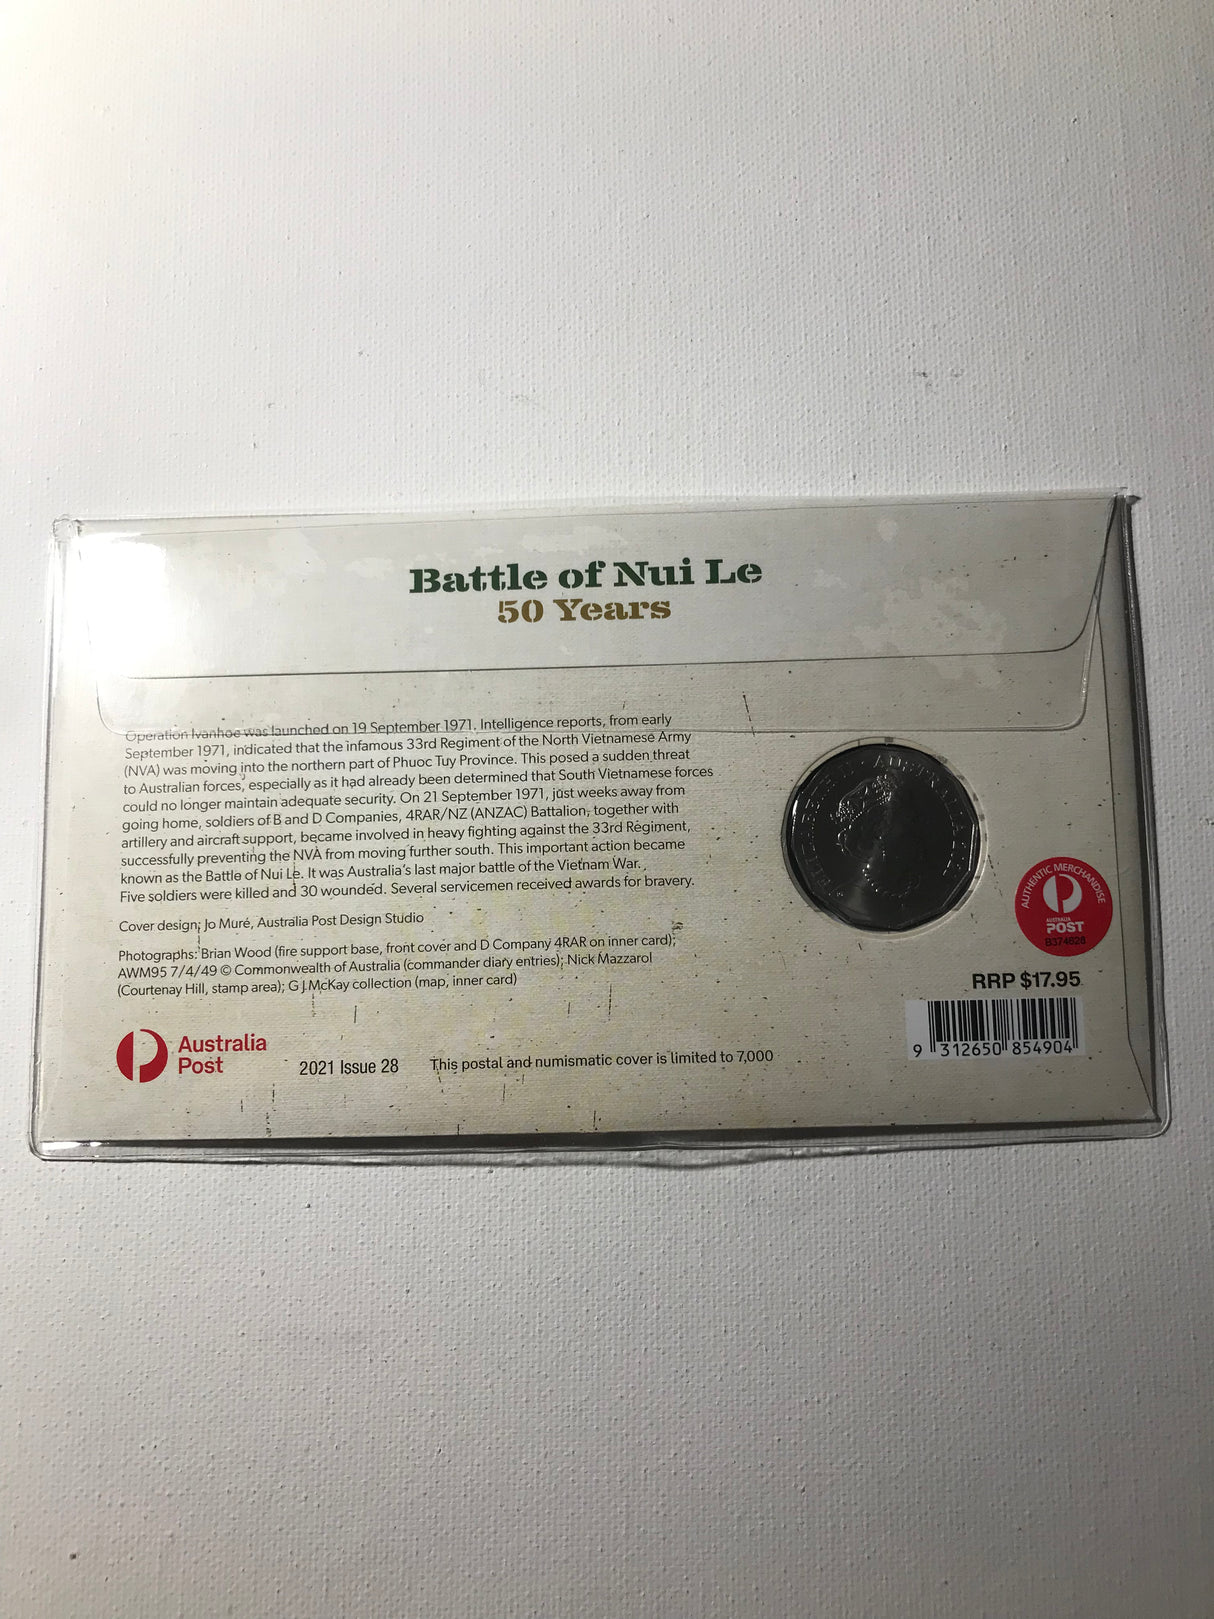 Battle of Nui Le
50 Years
Operation Ivanhoe was launched on 19 September 1971. Intelligence reports, from early
September 1971, indicated that the infamous 33rd Regiment of the North Vietnamese Army
(NVA) was moving into the northern part of Phuoc Tuy Province. This posed a sudden threat
to Australian forces, especially as it had already been determined that South Vietnamese forces
could no longer maintain adequate security. On 21 September 1971, just weeks away from
going home, soldiers of B and D Companies, 4RAR/NZ (ANZAC) Battalion, together with
artillery and aircraft support, became involved in heavy fighting against the 33rd Regiment,
successfully preventing the NVA from moving further south. This important action became
known as the Battle of Nui Le. It was Australia's last major battle of the Vietnam War.
Five soldiers were killed and 30 wounded. Several servicemen received awards for bravery.
Cover design: Jo Muré, Australia Post Design Studio
Photographs: Brian Wood (fire support base, front cover and D Company 4RAR on inner card);
AWM95 7/4/49 © Commonwealth of Australia (commander diary entries); Nick Mazzarol
(Courtenay Hill, stamp area); G J McKay collection (map, inner card)
ELIZABETH II · AUSTRALIA
AUTHENTIC MERCHANDISE
AUSTRALIA
POST
B374628
RRP $17.95
9 312650 854904
Australia
Post
2021 Issue 28
This postal and numismatic cover is limited to 7,000